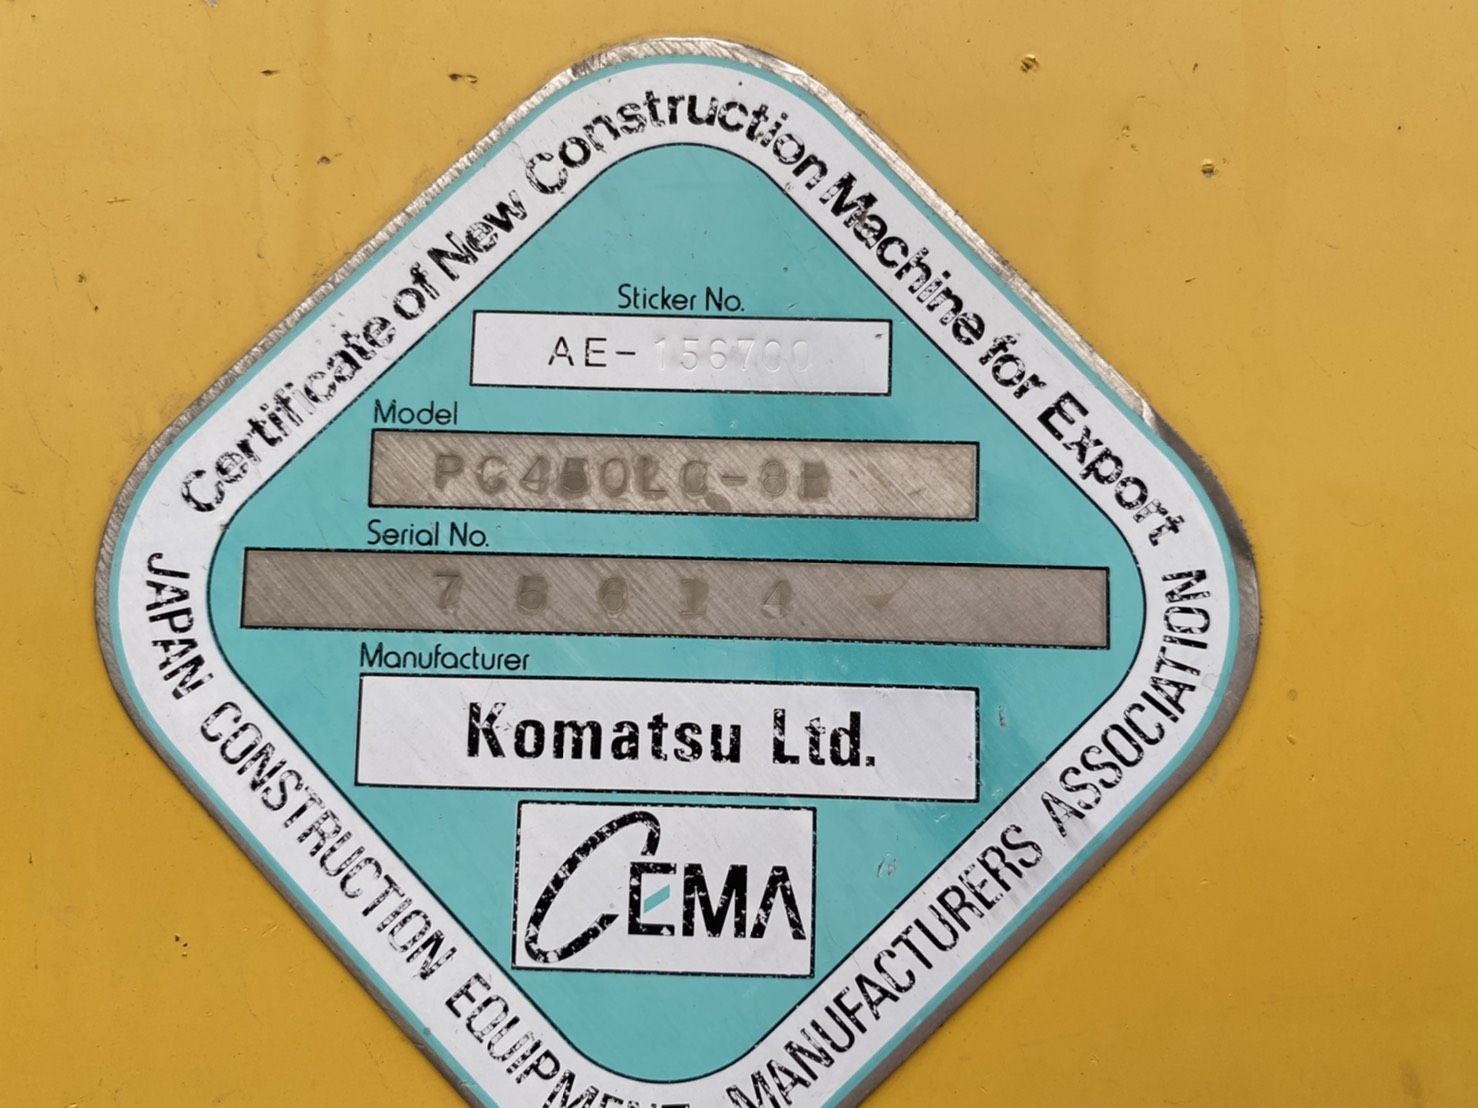 Certificate of New Construction Machine for Export
Sticker No.
AE-156700
Model
PC450LC-8
Serial No.
75614
Manufacturer
Komatsu Ltd.
CEMA
JAPAN CONSTRUCTION EQUIPMENT MANUFACTURERS ASSOCIATION